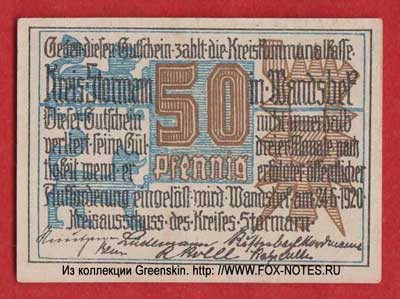 Gegen diesen Gutschein zahlt die Kreiskommunalkasse
Kreis Stormarn 50 in Wandsbek
Dieser Gutschein nicht innerhalb
verliert seine Gül- dreier Monate nach
tigkeit wenn er Pfennig erfolgter öffentlicher
Aufforderung eingelöst wird. Wandsbek am 24.6.1920.
Kreisausschuss des Kreises Stormarn
Из коллекции Greenskin. http://www.FOX-NOTES.RU